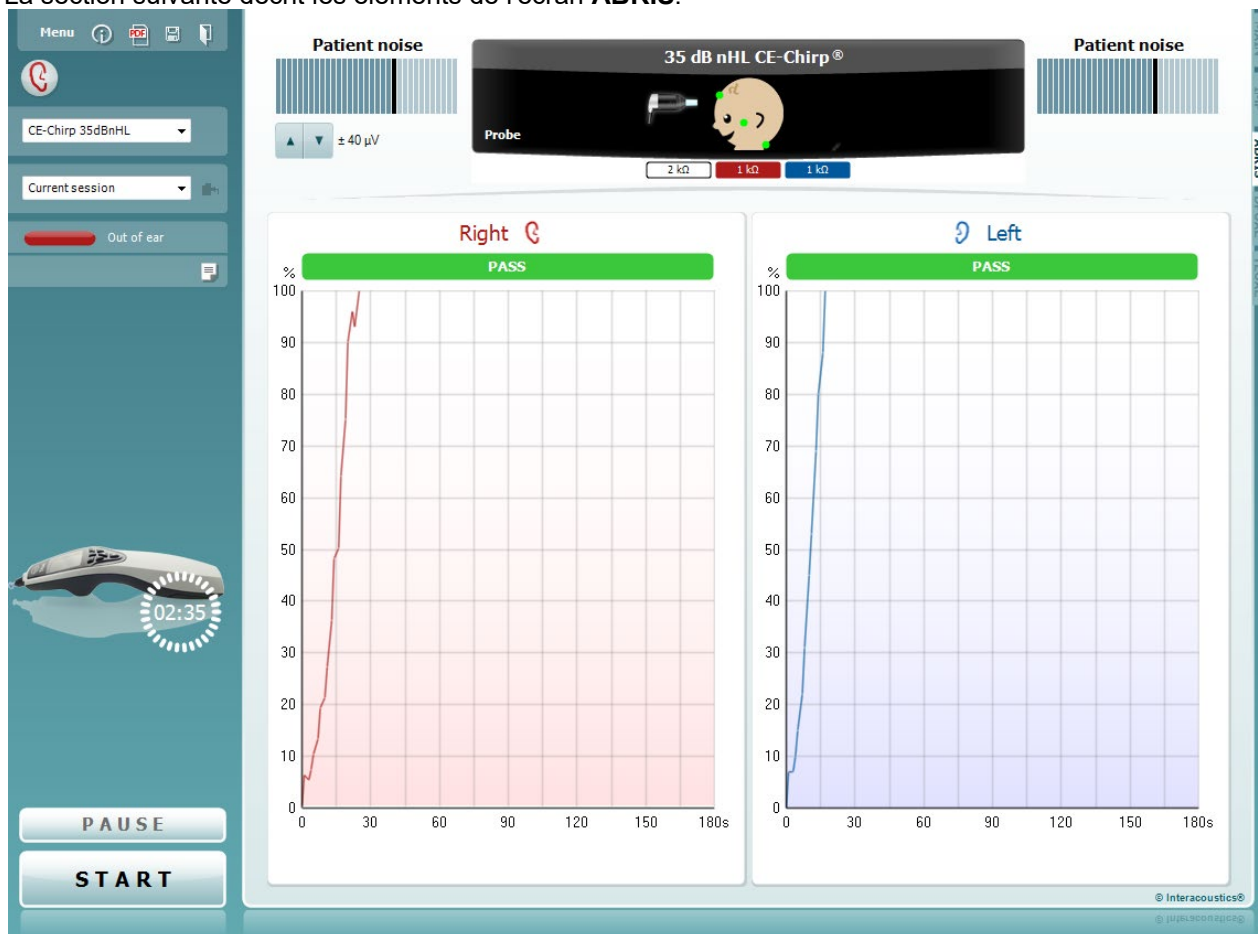 La section suivante décrit les éléments de l'écran ABRIS.
Menu
PDF
CE-Chirp 35dBnHL
Current session
Out of ear
02:35
PAUSE
START
Patient noise
± 40 µV
35 dB nHL CE-Chirp®
Probe
2 kΩ 1 kΩ 1 kΩ
Patient noise
Right
PASS
%
100
90
80
70
60
50
40
30
20
10
0
0 30 60 90 120 150 180s
Left
PASS
%
100
90
80
70
60
50
40
30
20
10
0
0 30 60 90 120 150 180s
© Interacoustics®